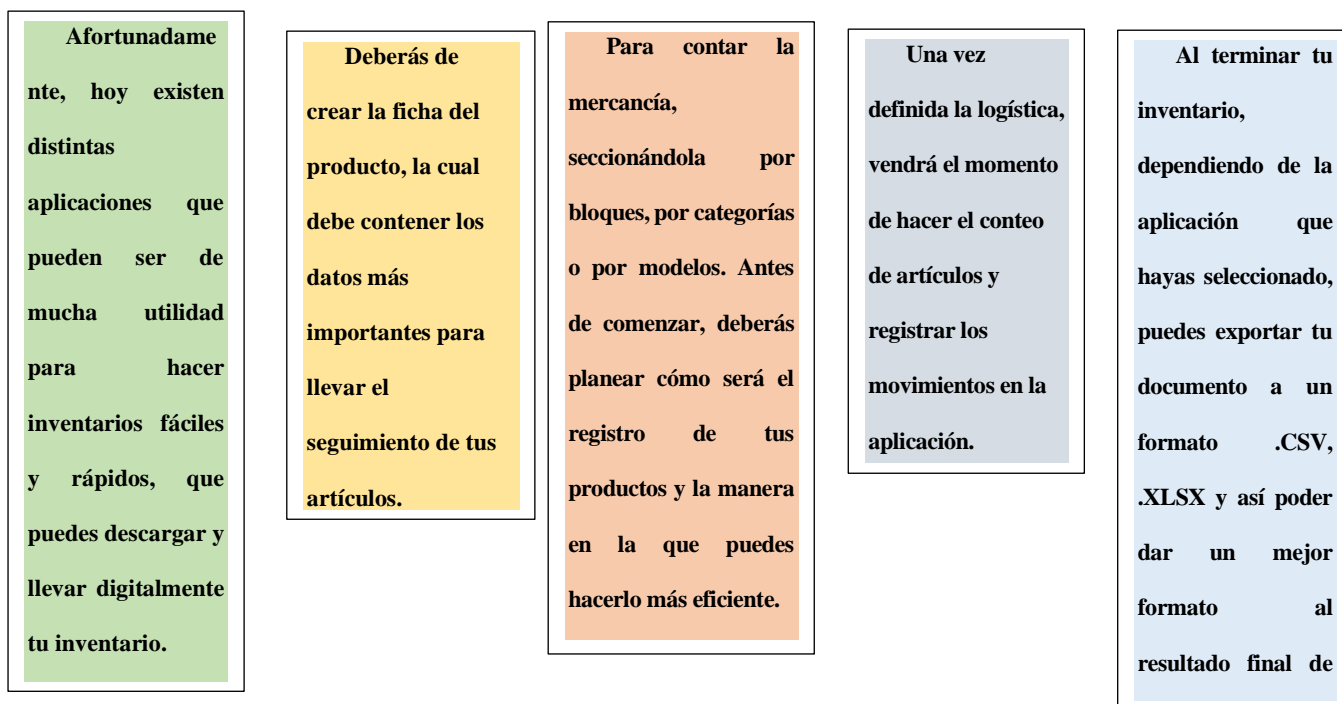 Afortunadame
nte, hoy existen
distintas
aplicaciones que
pueden ser de
mucha utilidad
para hacer
inventarios fáciles
y rápidos, que
puedes descargar y
llevar digitalmente
tu inventario.
Deberás de
crear la ficha del
producto, la cual
debe contener los
datos más
importantes para
llevar el
seguimiento de tus
artículos.
Para contar la
mercancía,
seccionándola por
bloques, por categorías
o por modelos. Antes
de comenzar, deberás
planear cómo será el
registro de tus
productos y la manera
en la que puedes
hacerlo más eficiente.
Una vez
definida la logística,
vendrá el momento
de hacer el conteo
de artículos y
registrar los
movimientos en la
aplicación.
Al terminar tu
inventario,
dependiendo de la
aplicación que
hayas seleccionado,
puedes exportar tu
documento a un
formato .CSV,
.XLSX y así poder
dar un mejor
formato al
resultado final de